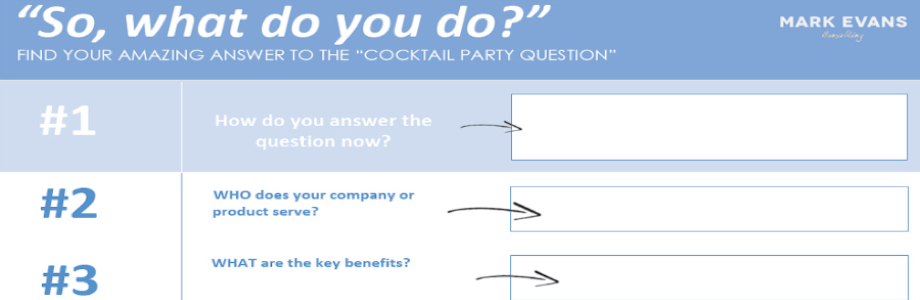 “So, what do you do?”
FIND YOUR AMAZING ANSWER TO THE “COCKTAIL PARTY QUESTION”
MARK EVANS
Consulting
#1
How do you answer the
question now?
#2
WHO does your company or
product serve?
#3
WHAT are the key benefits?